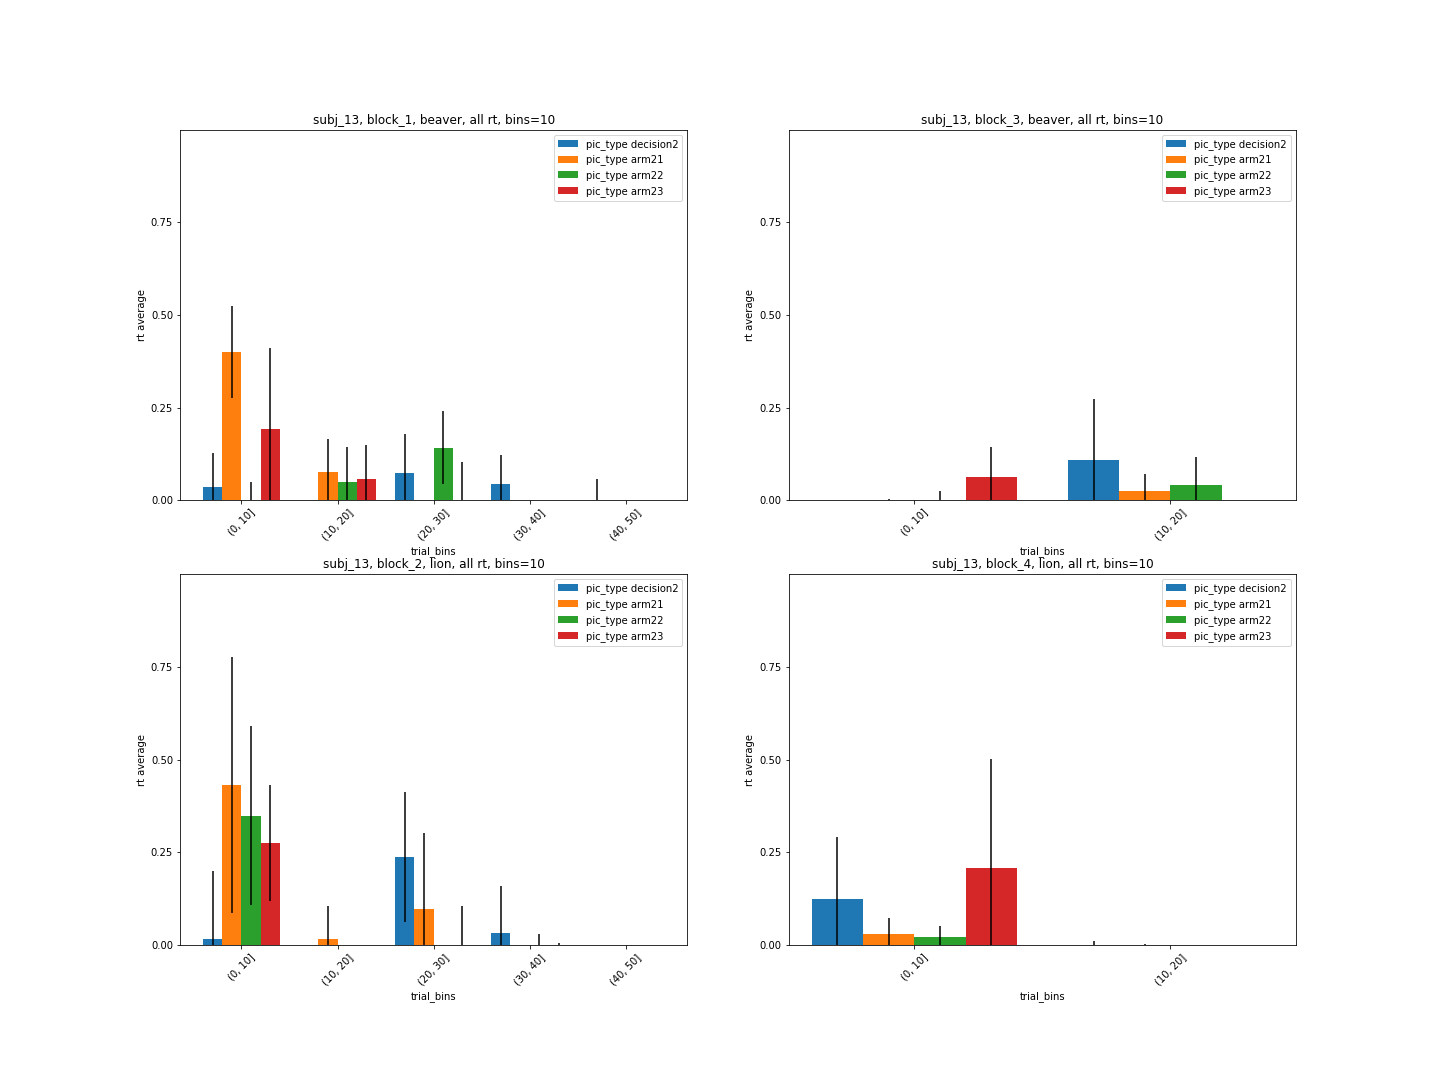 subj_13, block_1, beaver, all rt, bins=10
pic_type decision2
pic_type arm21
pic_type arm22
pic_type arm23
0.75
0.50
0.25
0.00
rt average
(0, 10]
(10, 20]
(20, 30]
(30, 40]
(40, 50]
trial_bins
subj_13, block_3, beaver, all rt, bins=10
pic_type decision2
pic_type arm21
pic_type arm22
pic_type arm23
0.75
0.50
0.25
0.00
rt average
(0, 10]
(10, 20]
trial_bins
subj_13, block_2, lion, all rt, bins=10
pic_type decision2
pic_type arm21
pic_type arm22
pic_type arm23
0.75
0.50
0.25
0.00
rt average
(0, 10]
(10, 20]
(20, 30]
(30, 40]
(40, 50]
trial_bins
subj_13, block_4, lion, all rt, bins=10
pic_type decision2
pic_type arm21
pic_type arm22
pic_type arm23
0.75
0.50
0.25
0.00
rt average
(0, 10]
(10, 20]
trial_bins